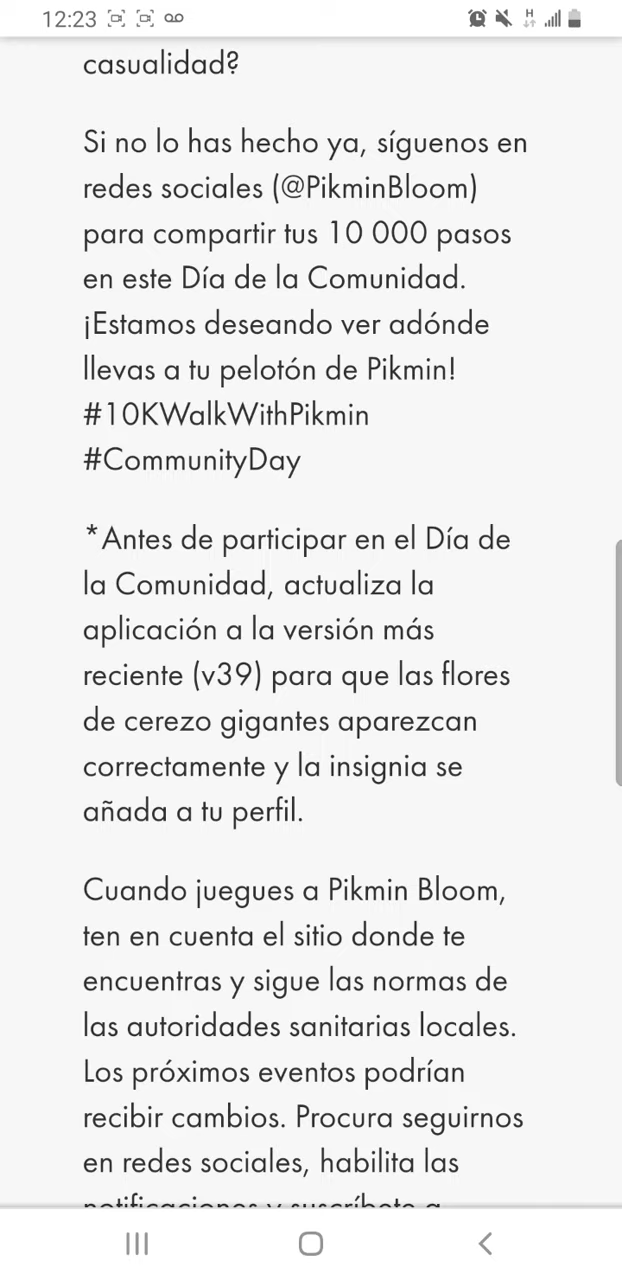 12:23
H
casualidad?
Si no lo has hecho ya, síguenos en
redes sociales (@PikminBloom)
para compartir tus 10 000 pasos
en este Día de la Comunidad.
¡Estamos deseando ver adónde
llevas a tu pelotón de Pikmin!
#10KWalkWithPikmin
#CommunityDay
*Antes de participar en el Día de
la Comunidad, actualiza la
aplicación a la versión más
reciente (v39) para que las flores
de cerezo gigantes aparezcan
correctamente y la insignia se
añada a tu perfil.
Cuando juegues a Pikmin Bloom,
ten en cuenta el sitio donde te
encuentras y sigue las normas de
las autoridades sanitarias locales.
Los próximos eventos podrían
recibir cambios. Procura seguirnos
en redes sociales, habilita las
notificaciones y suscríbete a